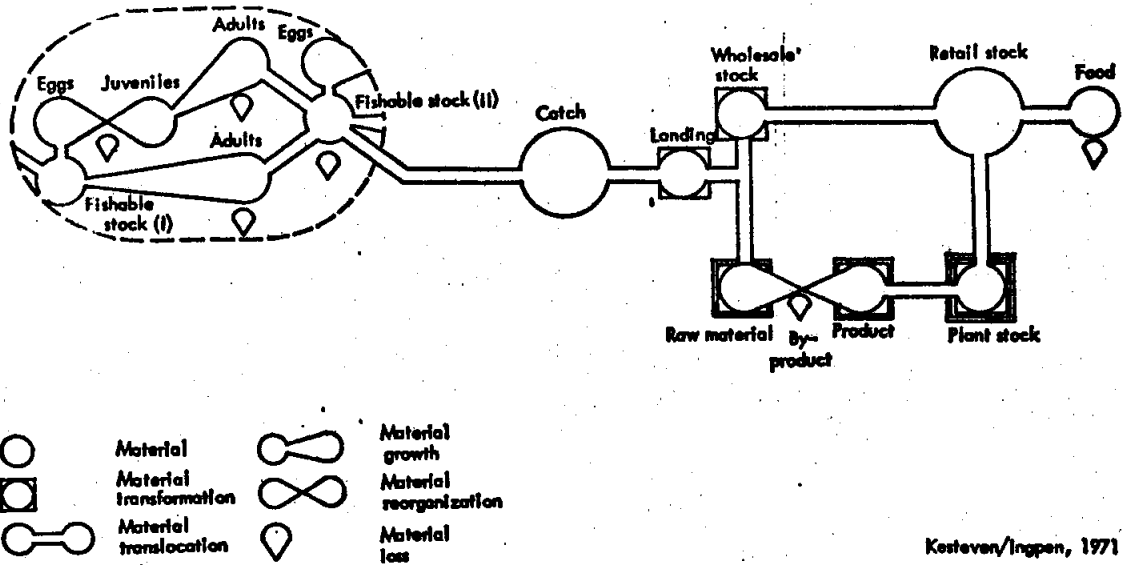 Adults
Eggs
Eggs
Juveniles
Fishable stock (ii)
Adults
Fishable
stock (i)
Catch
Landing
Wholesale'
stock
Retail stock
Food
Raw material
By-
product
Product
Plant stock
Material
Material
transformation
Material
translocation
Material
growth
Material
reorganization
Material
loss
Kesteven/Ingpen, 1971